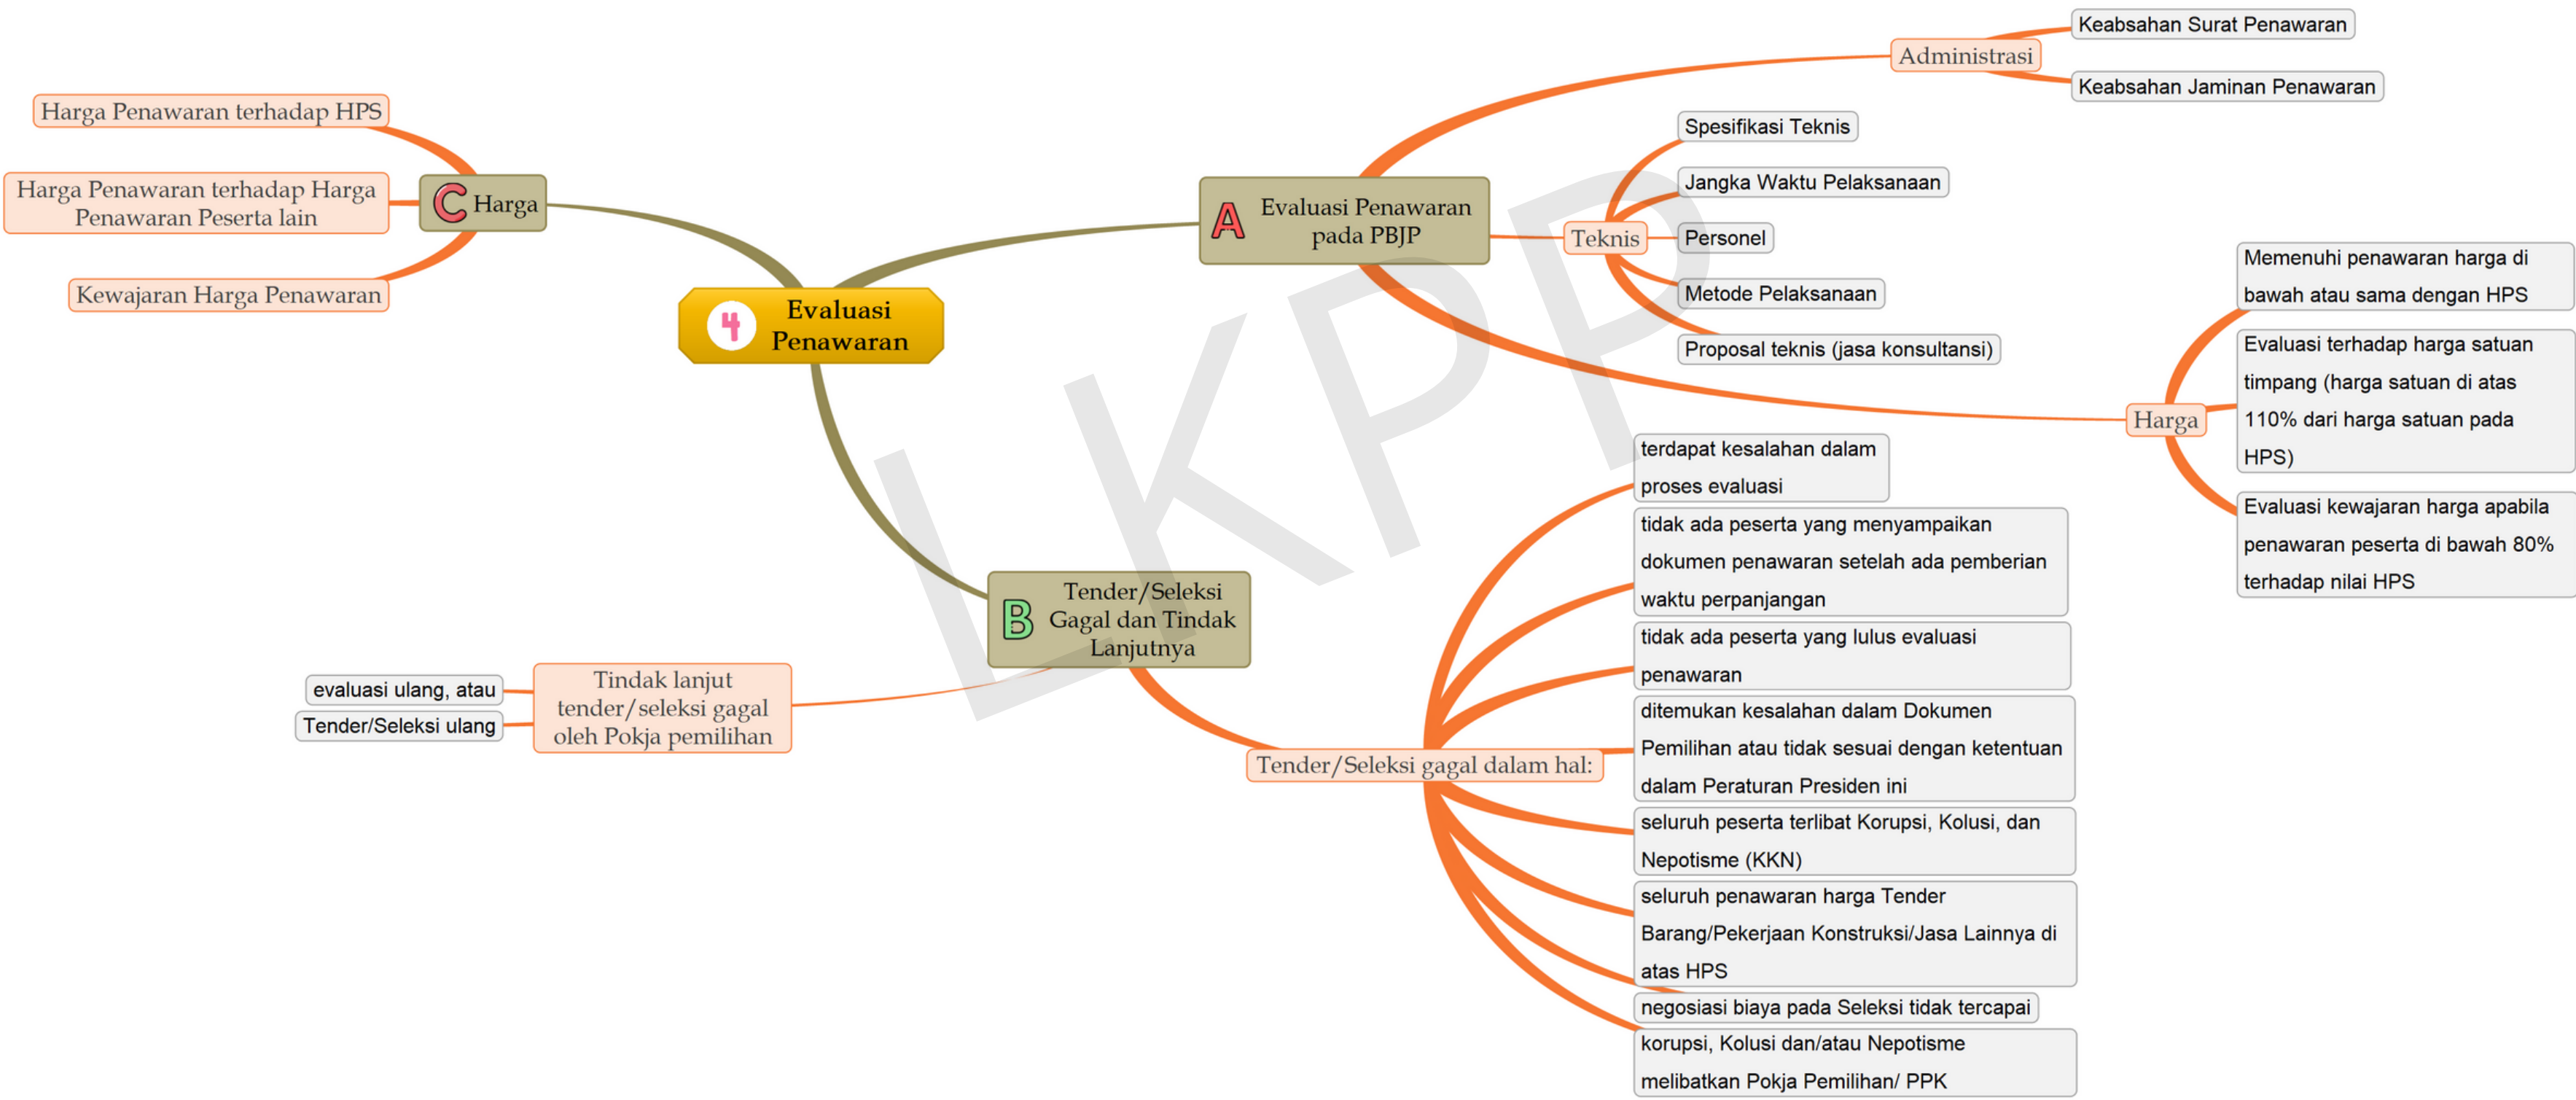 4
Evaluasi
Penawaran
A
Evaluasi Penawaran
pada PBJP
Administrasi
Keabsahan Surat Penawaran
Keabsahan Jaminan Penawaran
Teknis
Spesifikasi Teknis
Jangka Waktu Pelaksanaan
Personel
Metode Pelaksanaan
Proposal teknis (jasa konsultansi)
Harga
Memenuhi penawaran harga di
bawah atau sama dengan HPS
Evaluasi terhadap harga satuan
timpang (harga satuan di atas
110% dari harga satuan pada
HPS)
Evaluasi kewajaran harga apabila
penawaran peserta di bawah 80%
terhadap nilai HPS
B
Tender/Seleksi
Gagal dan Tindak
Lanjutnya
Tender/Seleksi gagal dalam hal:
terdapat kesalahan dalam
proses evaluasi
tidak ada peserta yang menyampaikan
dokumen penawaran setelah ada pemberian
waktu perpanjangan
tidak ada peserta yang lulus evaluasi
penawaran
ditemukan kesalahan dalam Dokumen
Pemilihan atau tidak sesuai dengan ketentuan
dalam Peraturan Presiden ini
seluruh peserta terlibat Korupsi, Kolusi, dan
Nepotisme (KKN)
seluruh penawaran harga Tender
Barang/Pekerjaan Konstruksi/Jasa Lainnya di
atas HPS
negosiasi biaya pada Seleksi tidak tercapai
korupsi, Kolusi dan/atau Nepotisme
melibatkan Pokja Pemilihan/ PPK
Tindak lanjut
tender/seleksi gagal
oleh Pokja pemilihan
evaluasi ulang, atau
Tender/Seleksi ulang
C
Harga
Harga Penawaran terhadap HPS
Harga Penawaran terhadap Harga
Penawaran Peserta lain
Kewajaran Harga Penawaran
LKPP